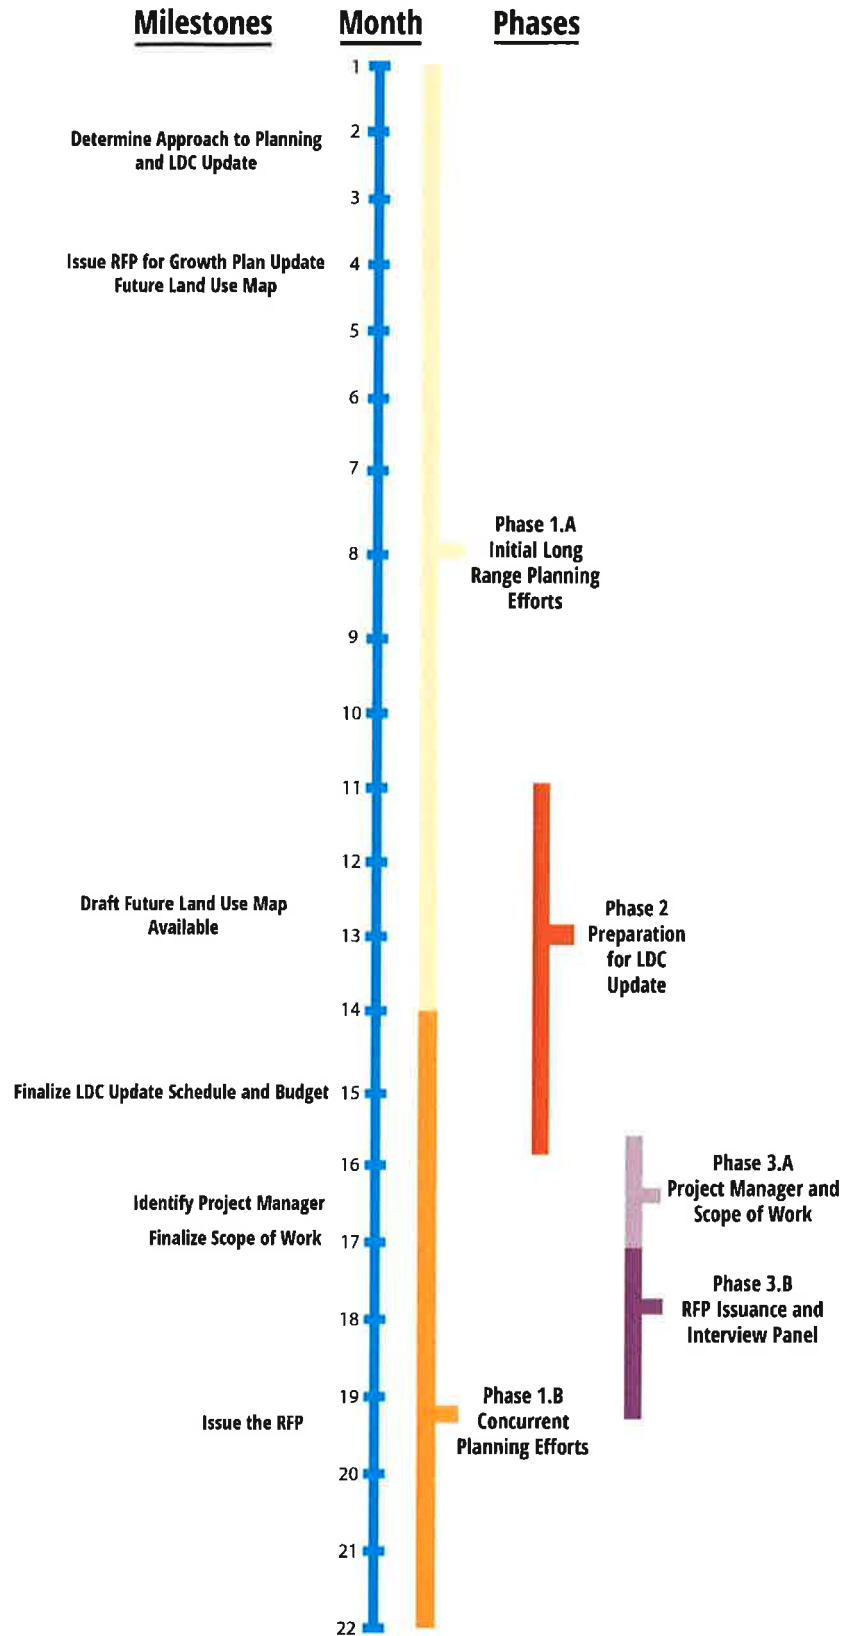 Milestones Month Phases
1
2
Determine Approach to Planning
and LDC Update
3
Issue RFP for Growth Plan Update
Future Land Use Map
4
5
6
7
8
Phase 1.A
Initial Long
Range Planning
Efforts
9
10
11
12
Draft Future Land Use Map
Available
13
Phase 2
Preparation
for LDC
Update
14
Finalize LDC Update Schedule and Budget
15
16
Phase 3.A
Project Manager and
Scope of Work
Identify Project Manager
Finalize Scope of Work
17
Phase 3.B
RFP Issuance and
Interview Panel
18
19
Issue the RFP
Phase 1.B
Concurrent
Planning Efforts
20
21
22